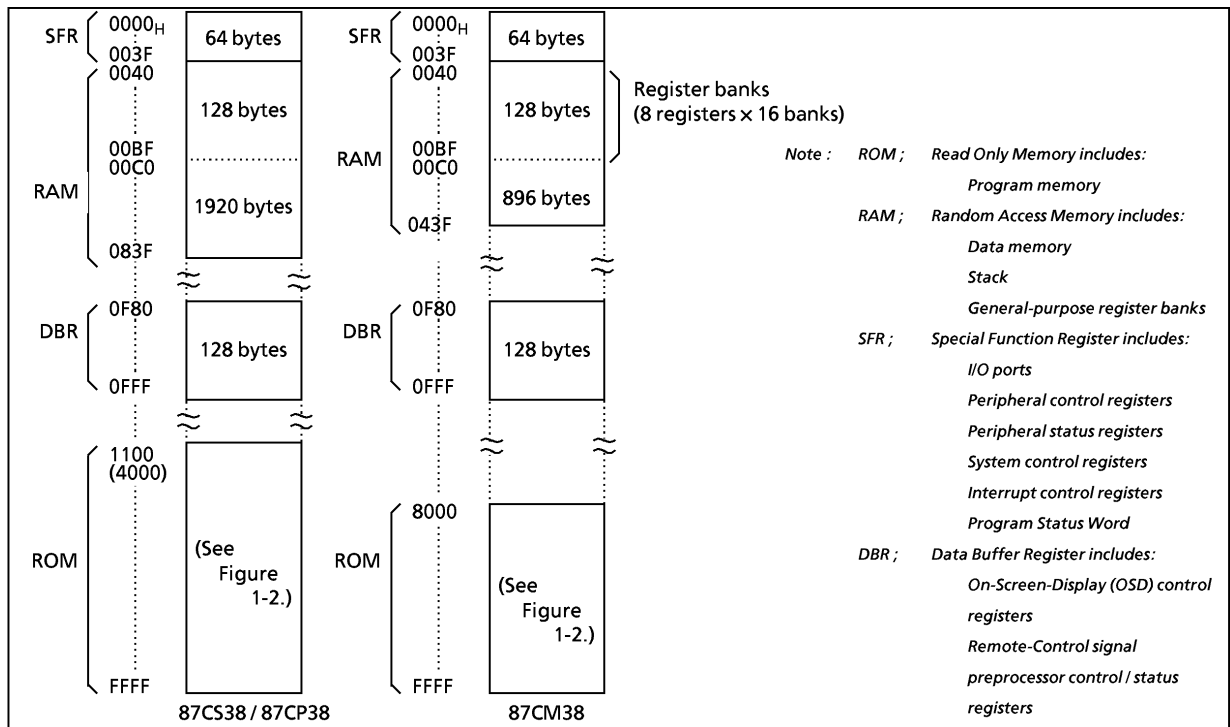 SFR
0000H
003F
64 bytes
RAM
0040
128 bytes
00BF
00C0
1920 bytes
083F
DBR
0F80
128 bytes
0FFF
ROM
1100
(4000)
(See
Figure
1-2.)
FFFF
87CS38 / 87CP38
SFR
0000H
003F
64 bytes
RAM
0040
128 bytes
00BF
00C0
896 bytes
043F
DBR
0F80
128 bytes
0FFF
ROM
8000
(See
Figure
1-2.)
FFFF
87CM38
Register banks
(8 registers × 16 banks)
Note : ROM ; Read Only Memory includes:
Program memory
RAM ; Random Access Memory includes:
Data memory
Stack
General-purpose register banks
SFR ; Special Function Register includes:
I/O ports
Peripheral control registers
Peripheral status registers
System control registers
Interrupt control registers
Program Status Word
DBR ; Data Buffer Register includes:
On-Screen-Display (OSD) control
registers
Remote-Control signal
preprocessor control / status
registers